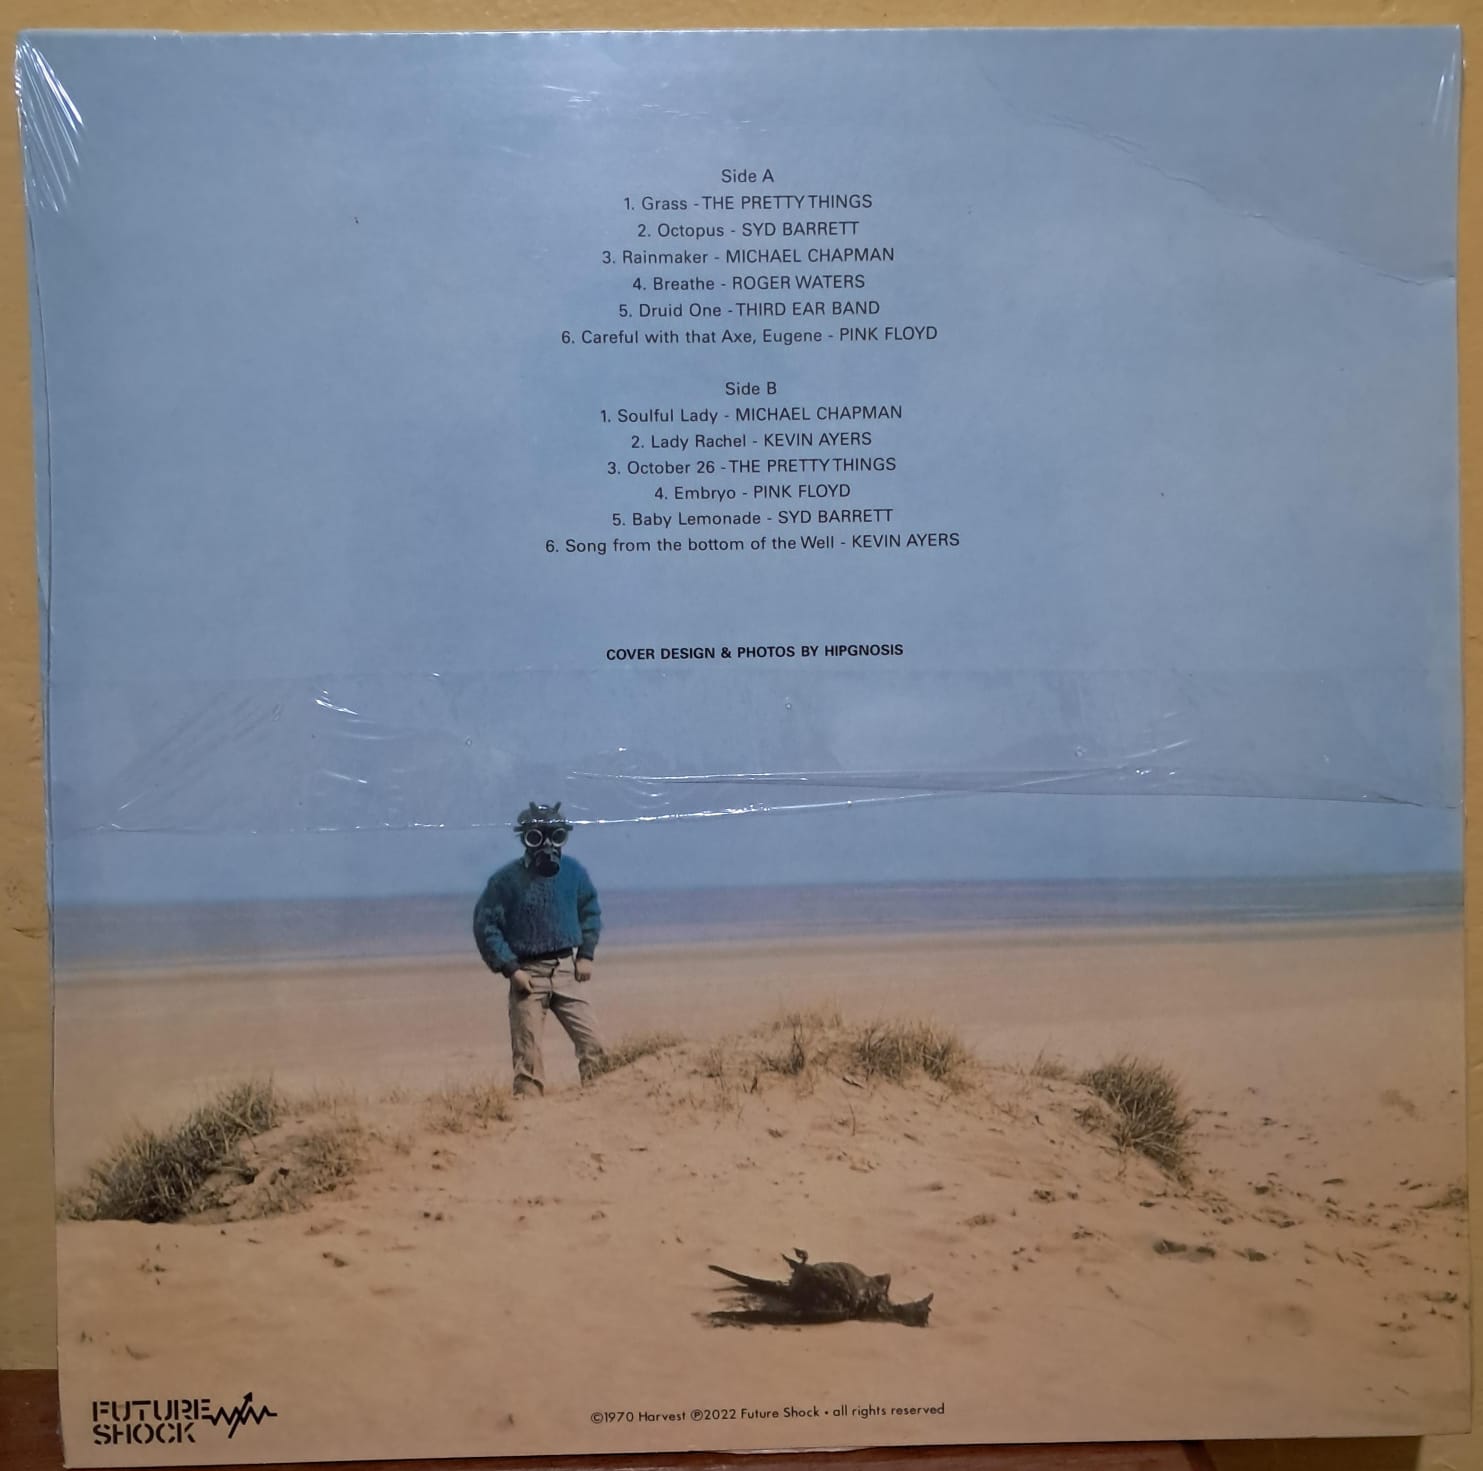 Side A
1. Grass - THE PRETTY THINGS
2. Octopus - SYD BARRETT
3. Rainmaker - MICHAEL CHAPMAN
4. Breathe - ROGER WATERS
5. Druid One - THIRD EAR BAND
6. Careful with that Axe, Eugene - PINK FLOYD
Side B
1. Soulful Lady - MICHAEL CHAPMAN
2. Lady Rachel - KEVIN AYERS
3. October 26 - THE PRETTY THINGS
4. Embryo - PINK FLOYD
5. Baby Lemonade - SYD BARRETT
6. Song from the bottom of the Well - KEVIN AYERS
COVER DESIGN & PHOTOS BY HIPGNOSIS
FUTURE
SHOCK
©1970 Harvest ℗2022 Future Shock • all rights reserved